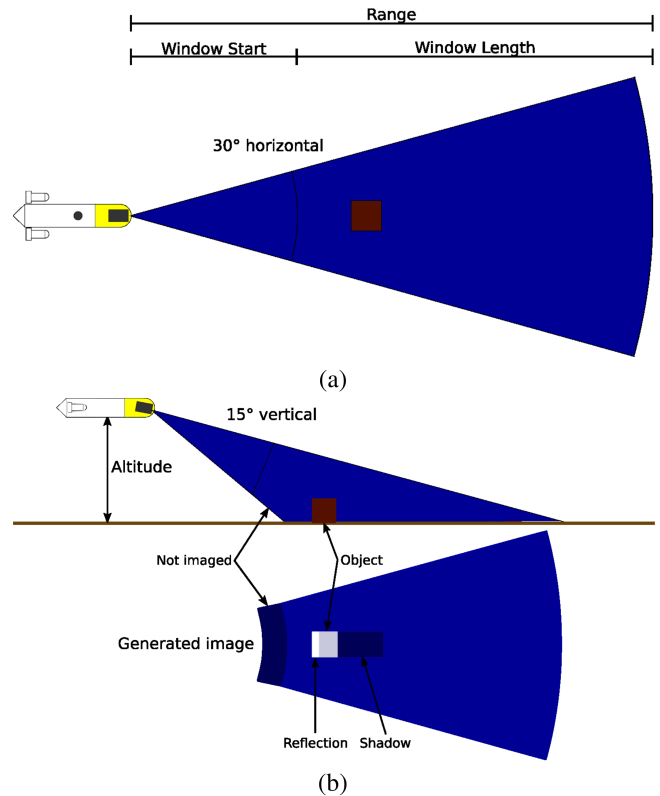 Range
Window Start
Window Length
30° horizontal
(a)
15° vertical
Altitude
Not imaged
Object
Generated image
Reflection
Shadow
(b)